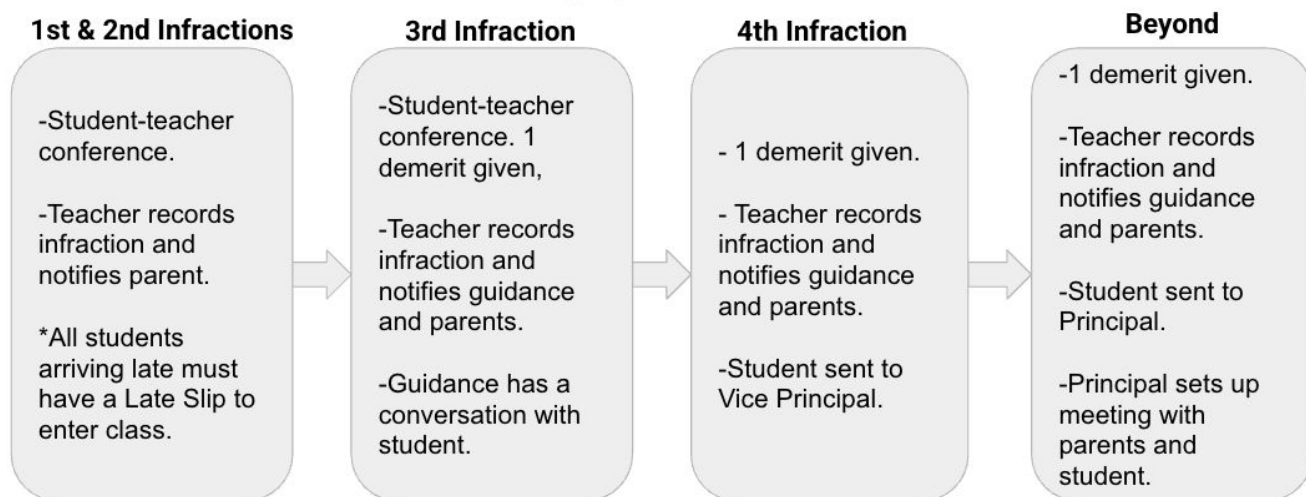 1st & 2nd Infractions
-Student-teacher
conference.
-Teacher records
infraction and
notifies parent.
*All students
arriving late must
have a Late Slip to
enter class.
3rd Infraction
-Student-teacher
conference. 1
demerit given,
-Teacher records
infraction and
notifies guidance
and parents.
-Guidance has a
conversation with
student.
4th Infraction
- 1 demerit given.
- Teacher records
infraction and
notifies guidance
and parents.
-Student sent to
Vice Principal.
Beyond
-1 demerit given.
-Teacher records
infraction and
notifies guidance
and parents.
-Student sent to
Principal.
-Principal sets up
meeting with
parents and
student.